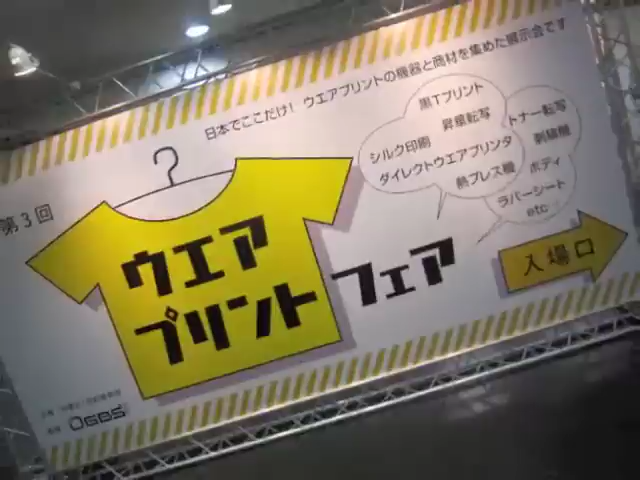 日本でここだけ! ウエアプリントの機器と商材を集めた展示会です
第3回
ウエア
プリント
フェア
黒Tプリント
昇華転写
シルク印刷
ダイレクトウエアプリンタ
熱プレス機
トナー転写
刺繍機
ボディ
ラバーシート
etc
入場口
OGBS